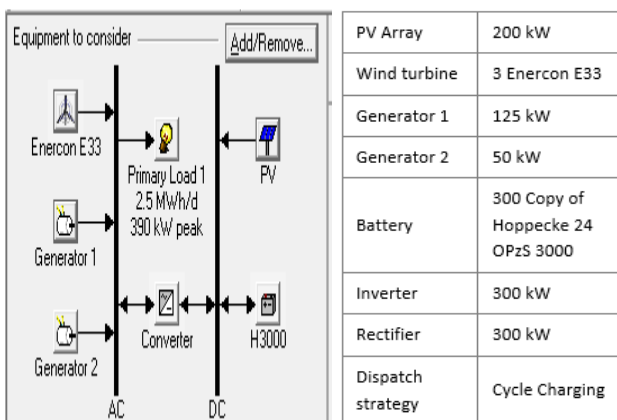 Equipment to consider
Add/Remove...
Enercon E33
Primary Load 1
2.5 MWh/d
390 kW peak
PV
Generator 1
Converter
H3000
Generator 2
AC
DC
PV Array 200 kW
Wind turbine 3 Enercon E33
Generator 1 125 kW
Generator 2 50 kW
Battery 300 Copy of
Hoppecke 24
OPzS 3000
Inverter 300 kW
Rectifier 300 kW
Dispatch
strategy Cycle Charging